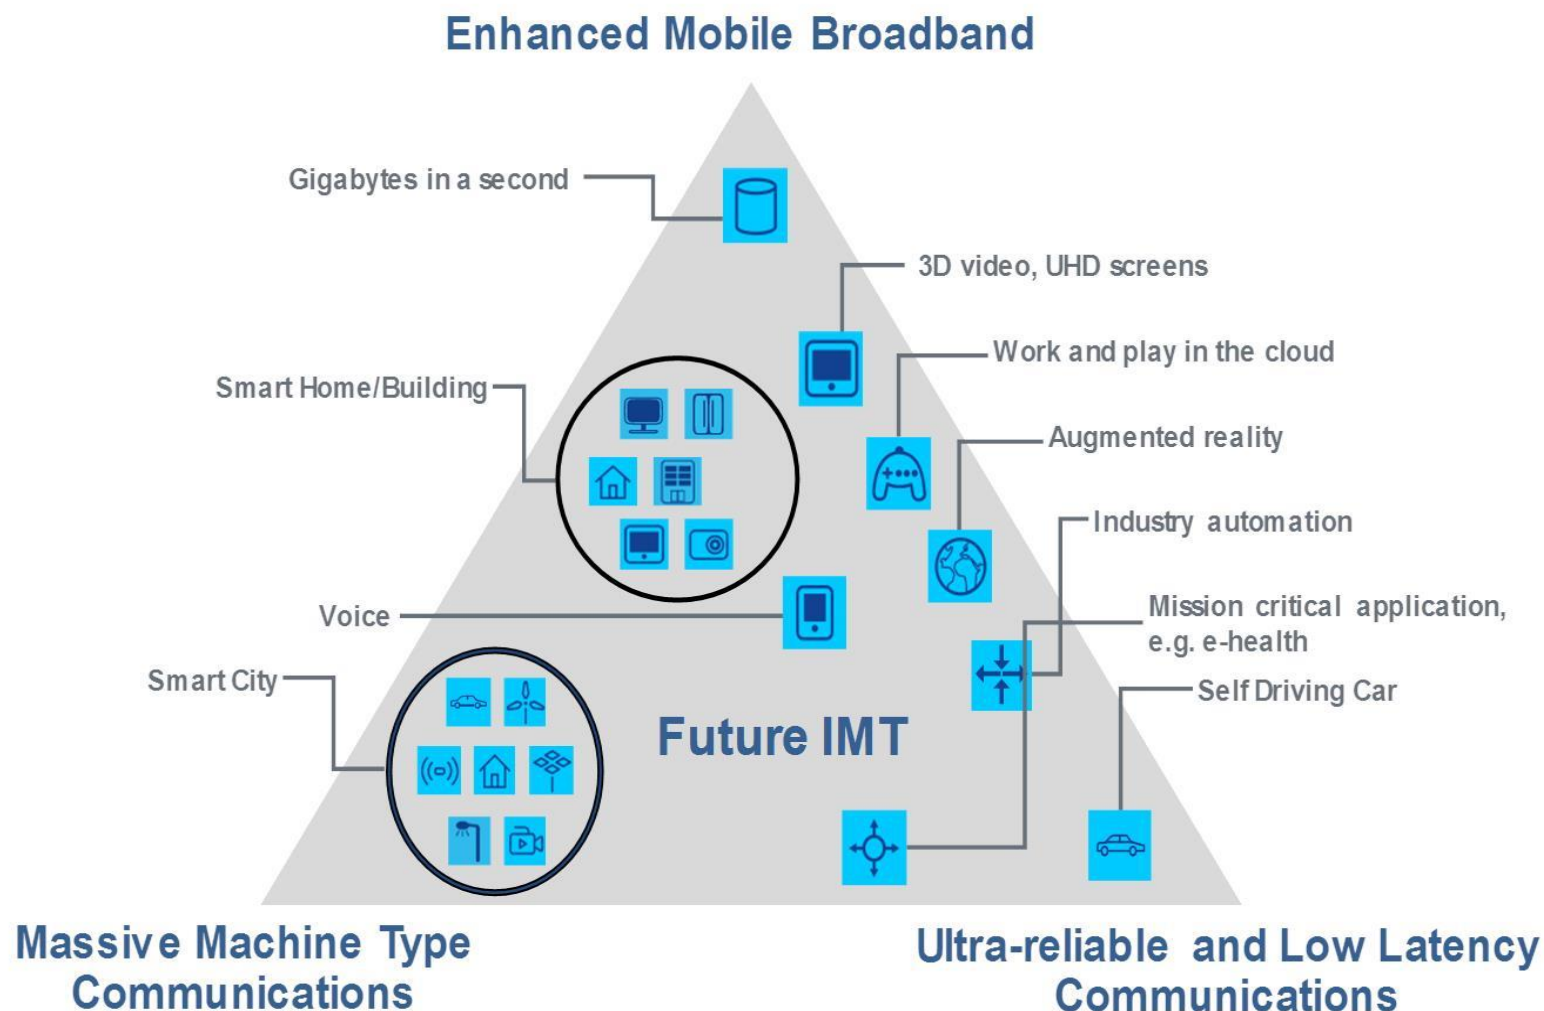 Enhanced Mobile Broadband
Gigabytes in a second
3D video, UHD screens
Work and play in the cloud
Smart Home/Building
Augmented reality
Industry automation
Voice
Mission critical application,
e.g. e-health
Smart City
Self Driving Car
Future IMT
Massive Machine Type
Communications
Ultra-reliable and Low Latency
Communications